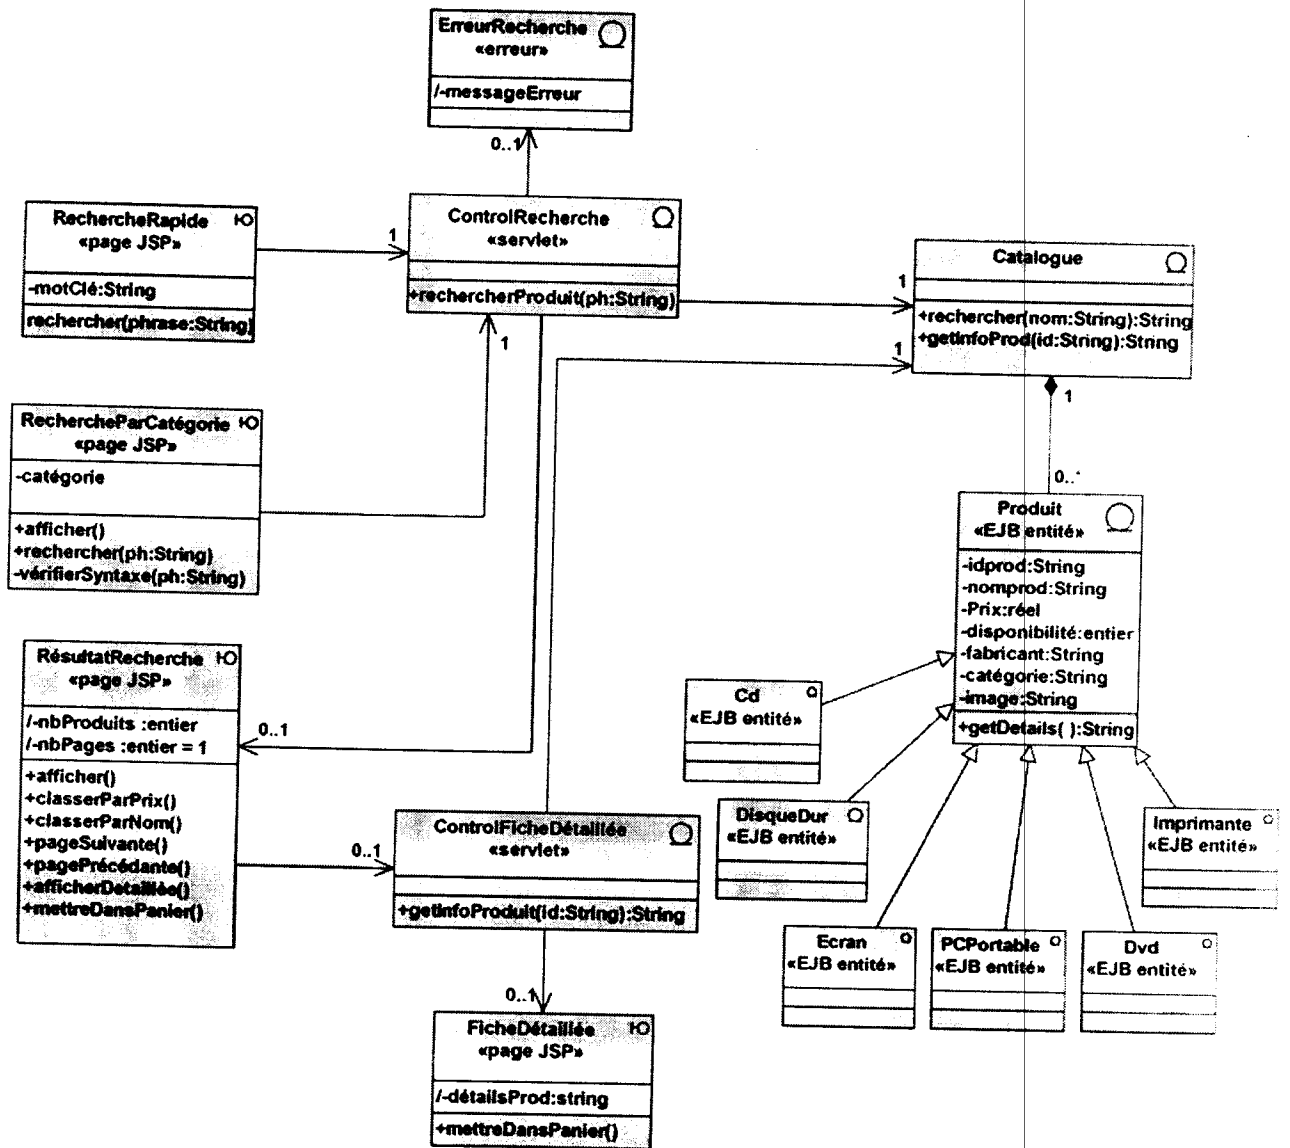 ErreurRecherche
«erreur»
/-messageErreur
0..1
RechercheRapide
«page JSP»
-motClé:String
rechercher(phrase:String)
1
ControlRecherche
«servlet»
+rechercherProduit(ph:String)
1
Catalogue
+rechercher(nom:String):String
+getInfoProd(id:String):String
1
1
1
0..*
RechercheParCatégorie
«page JSP»
-catégorie
+afficher()
+rechercher(ph:String)
-vérifierSyntaxe(ph:String)
Produit
«EJB entité»
-idprod:String
-nomprod:String
-Prix:réel
-disponibilité:entier
-fabricant:String
-catégorie:String
-image:String
+getDetails( ):String
RésultatRecherche
«page JSP»
/-nbProduits :entier
/-nbPages :entier = 1
+afficher()
+classerParPrix()
+classerParNom()
+pageSuivante()
+pagePrécédante()
+afficherDetaillée()
+mettreDansPanier()
0..1
0..1
Cd
«EJB entité»
DisqueDur
«EJB entité»
Imprimante
«EJB entité»
ControlFicheDétaillée
«servlet»
+getInfoProduit(id:String):String
Ecran
«EJB entité»
PCPortable
«EJB entité»
Dvd
«EJB entité»
0..1
FicheDétaillée
«page JSP»
/-détailsProd:string
+mettreDansPanier()